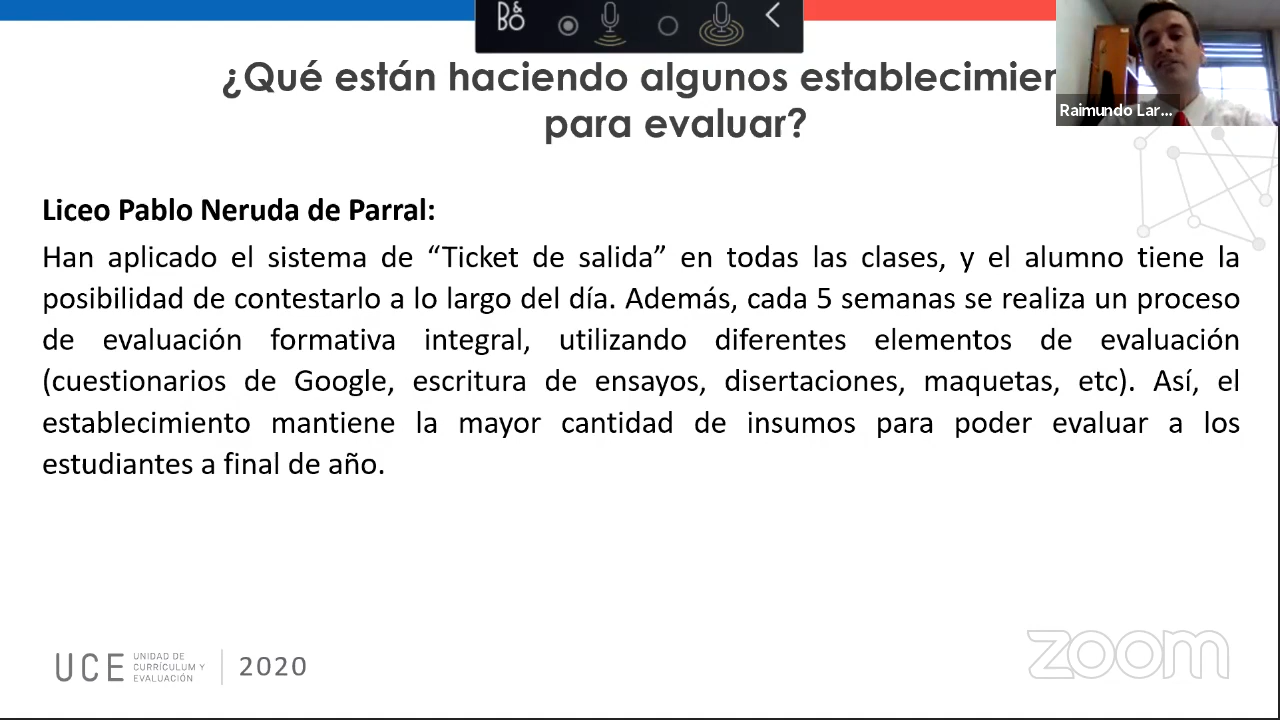 B&O
¿Qué están haciendo algunos establecimien
para evaluar?
Raimundo Lar...
Liceo Pablo Neruda de Parral:
Han aplicado el sistema de “Ticket de salida” en todas las clases, y el alumno tiene la
posibilidad de contestarlo a lo largo del día. Además, cada 5 semanas se realiza un proceso
de evaluación formativa integral, utilizando diferentes elementos de evaluación
(cuestionarios de Google, escritura de ensayos, disertaciones, maquetas, etc). Así, el
establecimiento mantiene la mayor cantidad de insumos para poder evaluar a los
estudiantes a final de año.
UCE
UNIDAD DE
CURRÍCULUM Y
EVALUACIÓN
2020
zoom